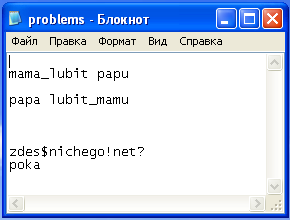 problems - Блокнот
Файл Правка Формат Вид Справка
mama_lubit papu
papa lubit_mamu
zdes$nichego!net?
poka